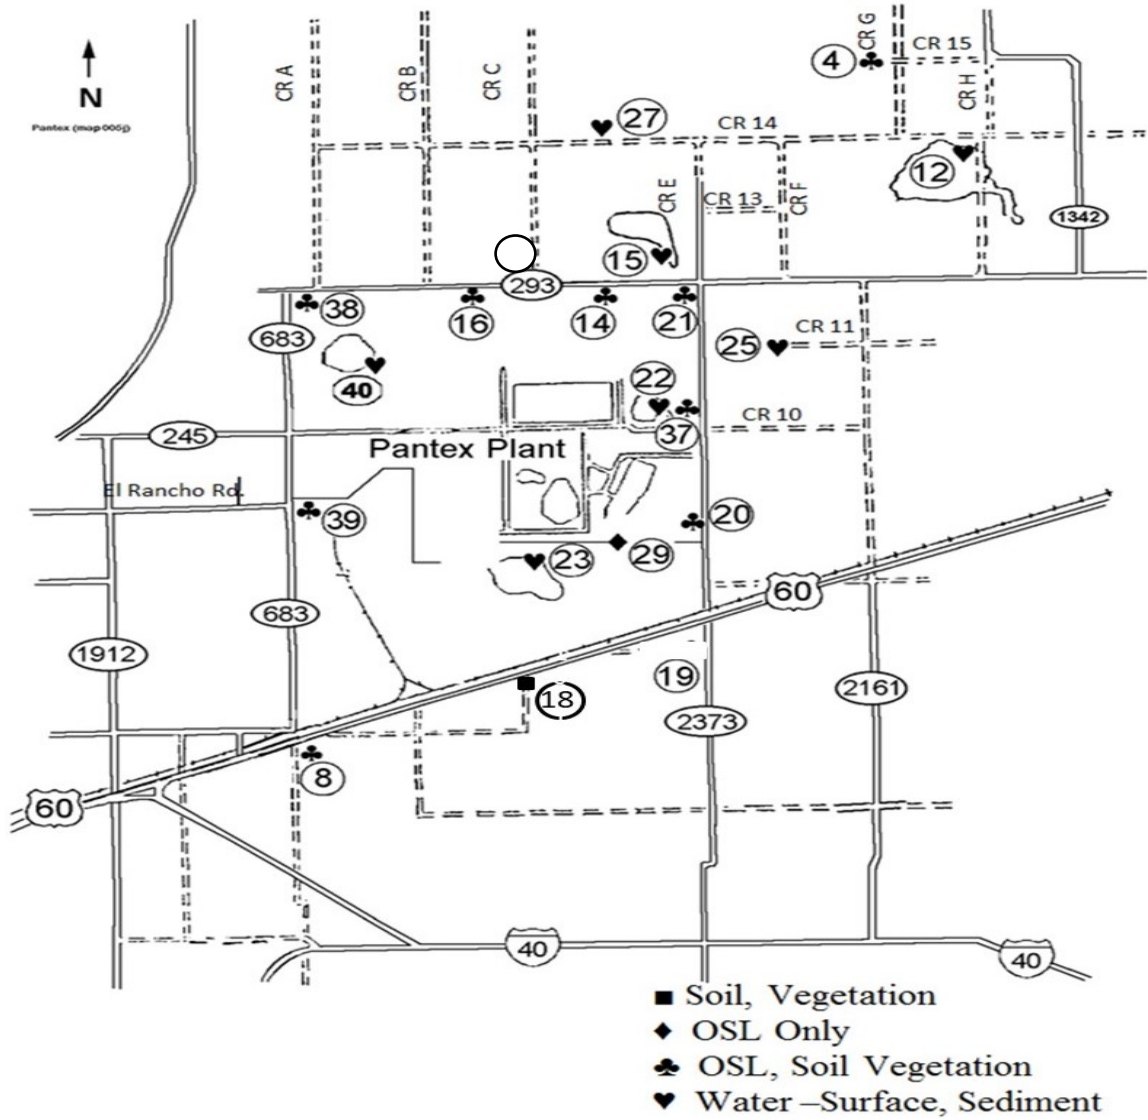 CR G
CR 15
4
CR A
CR B
CR C
CR H
N
Pantex (map 005j)
27
CR 14
12
CR E
CR 13
CR F
1342
15
293
38
16
14
21
683
25
CR 11
40
22
245
CR 10
37
Pantex Plant
El Rancho Rd.
39
20
23
29
60
683
1912
19
2161
18
2373
8
60
40
40
■ Soil, Vegetation
♦ OSL Only
♣ OSL, Soil Vegetation
♥ Water –Surface, Sediment